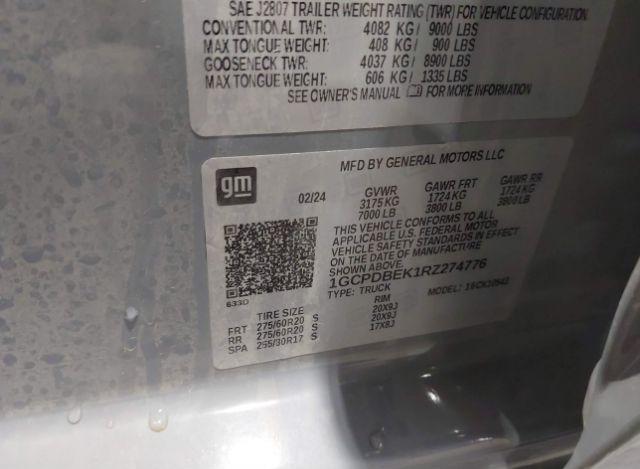 SAE J2807 TRAILER WEIGHT RATING (TWR) FOR VEHICLE CONFIGURATION
CONVENTIONAL TWR: 4082 KG / 9000 LBS
MAX TONGUE WEIGHT: 408 KG / 900 LBS
GOOSENECK TWR: 4037 KG / 8900 LBS
MAX TONGUE WEIGHT: 606 KG / 1335 LBS
SEE OWNER'S MANUAL FOR MORE INFORMATION
MFD BY GENERAL MOTORS LLC
gm
02/24
GVWR GAWR FRT GAWR RR
3175 KG 1724 KG 1724 KG
7000 LB 3800 LB 3800 LB
THIS VEHICLE CONFORMS TO ALL
APPLICABLE U.S. FEDERAL MOTOR
VEHICLE SAFETY STANDARDS IN
EFFECT ON THE DATE OF MANUFACTURE
SHOWN ABOVE.
1GCPDBEK1RZ274776
TYPE: TRUCK MODEL:
633D
TIRE SIZE RIM
FRT 275/60R20 S 20X9J
RR 275/60R20 S 20X9J
SPA S 17X8J